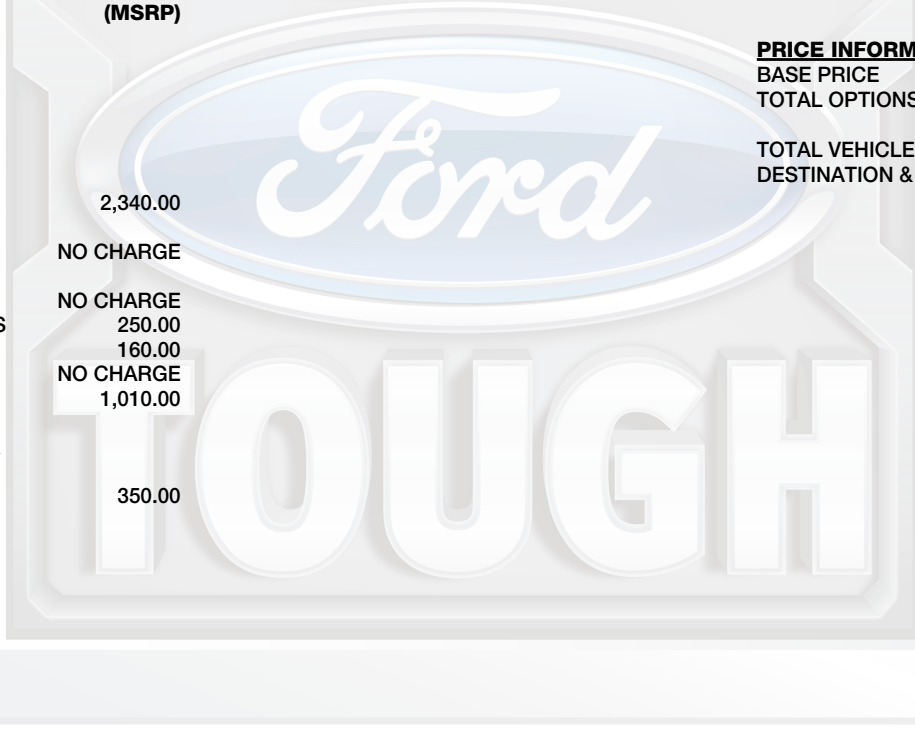 (MSRP)
2,340.00
NO CHARGE
NO CHARGE
S 250.00
160.00
NO CHARGE
1,010.00
350.00
PRICE INFORM
BASE PRICE
TOTAL OPTIONS
TOTAL VEHICLE
DESTINATION &
Ford
TOUGH